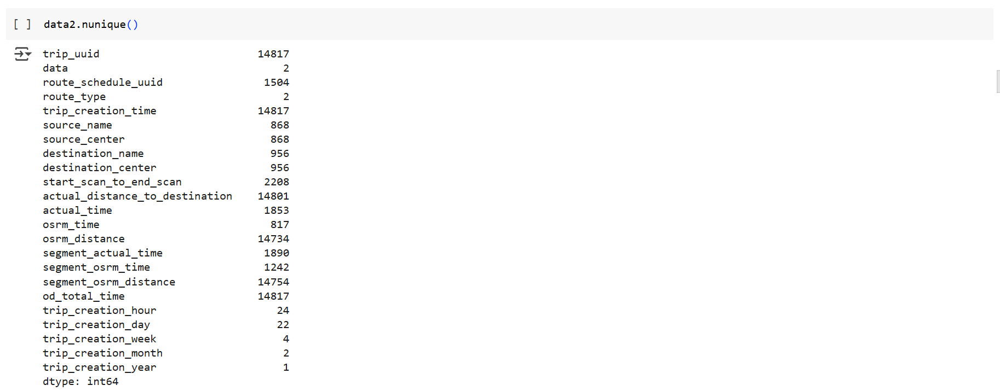 [ ] data2.nunique()
trip_uuid 14817
data 2
route_schedule_uuid 1504
route_type 2
trip_creation_time 14817
source_name 868
source_center 868
destination_name 956
destination_center 956
start_scan_to_end_scan 2208
actual_distance_to_destination 14801
actual_time 1853
osrm_time 817
osrm_distance 14734
segment_actual_time 1890
segment_osrm_time 1242
segment_osrm_distance 14754
od_total_time 14817
trip_creation_hour 24
trip_creation_day 22
trip_creation_week 4
trip_creation_month 2
trip_creation_year 1
dtype: int64